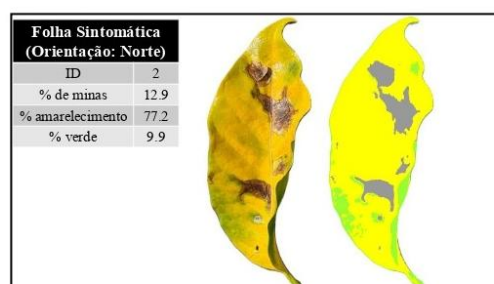 Folha Sintomática
(Orientação: Norte)
ID 2
% de minas 12.9
% amarelecimento 77.2
% verde 9.9